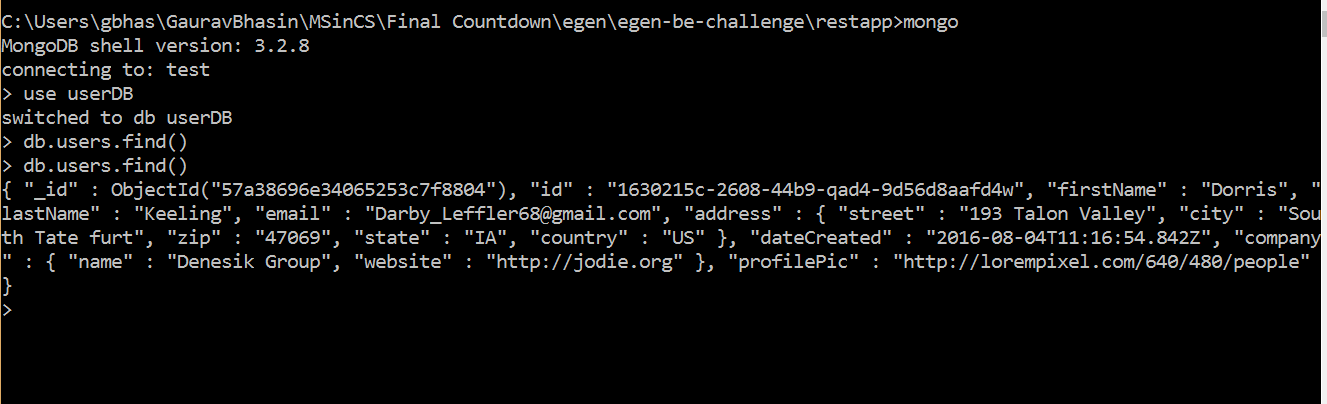 C:\Users\gbhas\GauravBhasin\MSinCS\Final Countdown\egen\egen-be-challenge\restapp>mongo
MongoDB shell version: 3.2.8
connecting to: test
> use userDB
switched to db userDB
> db.users.find()
> db.users.find()
{ "_id" : ObjectId("57a38696e34065253c7f8804"), "id" : "1630215c-2608-44b9-qad4-9d56d8aafd4w", "firstName" : "Dorris", "
lastName" : "Keeling", "email" : "Darby_Leffler68@gmail.com", "address" : { "street" : "193 Talon Valley", "city" : "Sou
th Tate furt", "zip" : "47069", "state" : "IA", "country" : "US" }, "dateCreated" : "2016-08-04T11:16:54.842Z", "company
" : { "name" : "Denesik Group", "website" : "http://jodie.org" }, "profilePic" : "http://lorempixel.com/640/480/people"
}
>